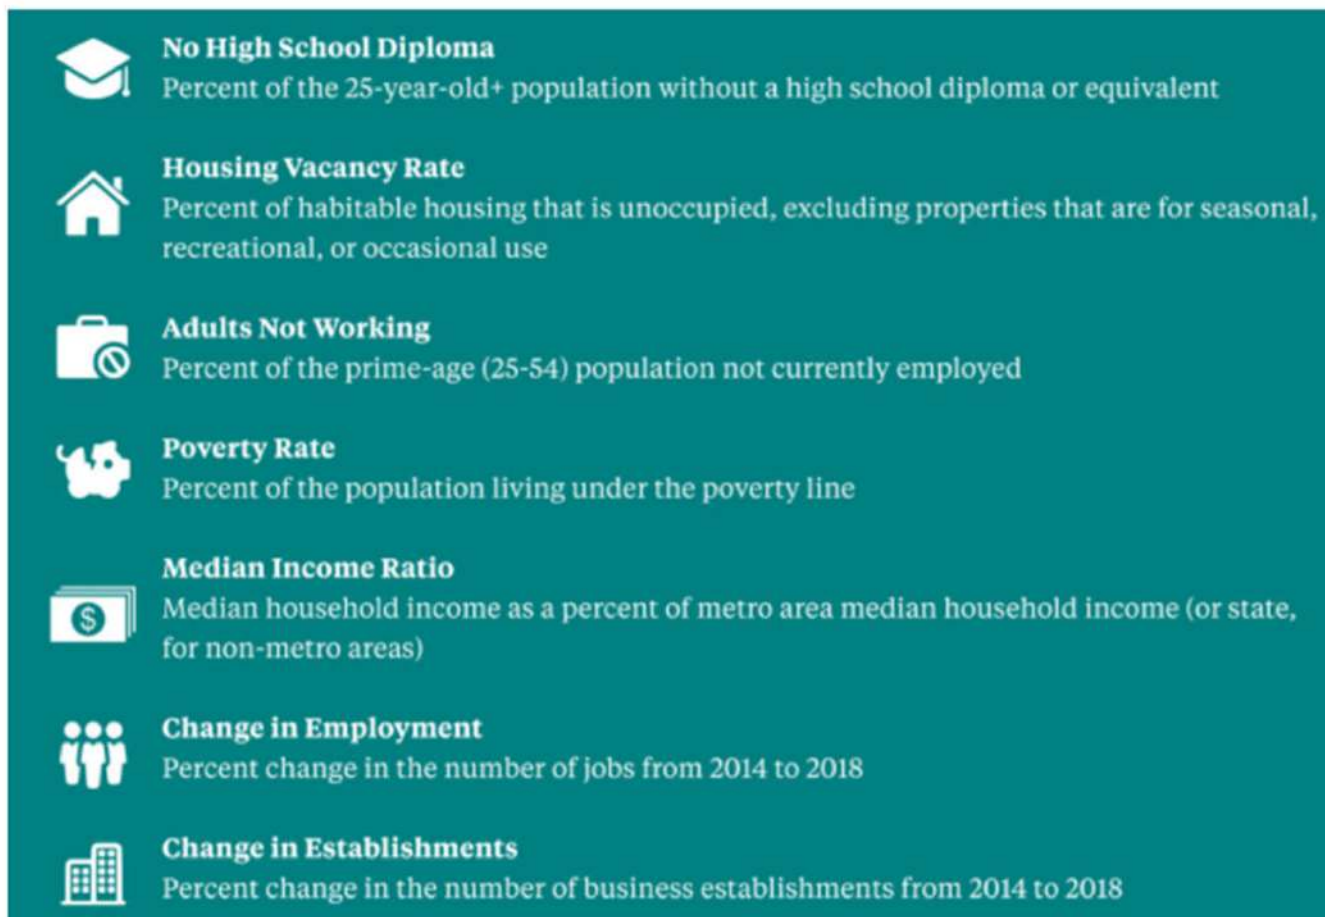 No High School Diploma
Percent of the 25-year-old+ population without a high school diploma or equivalent
Housing Vacancy Rate
Percent of habitable housing that is unoccupied, excluding properties that are for seasonal,
recreational, or occasional use
Adults Not Working
Percent of the prime-age (25-54) population not currently employed
Poverty Rate
Percent of the population living under the poverty line
Median Income Ratio
Median household income as a percent of metro area median household income (or state,
for non-metro areas)
Change in Employment
Percent change in the number of jobs from 2014 to 2018
Change in Establishments
Percent change in the number of business establishments from 2014 to 2018